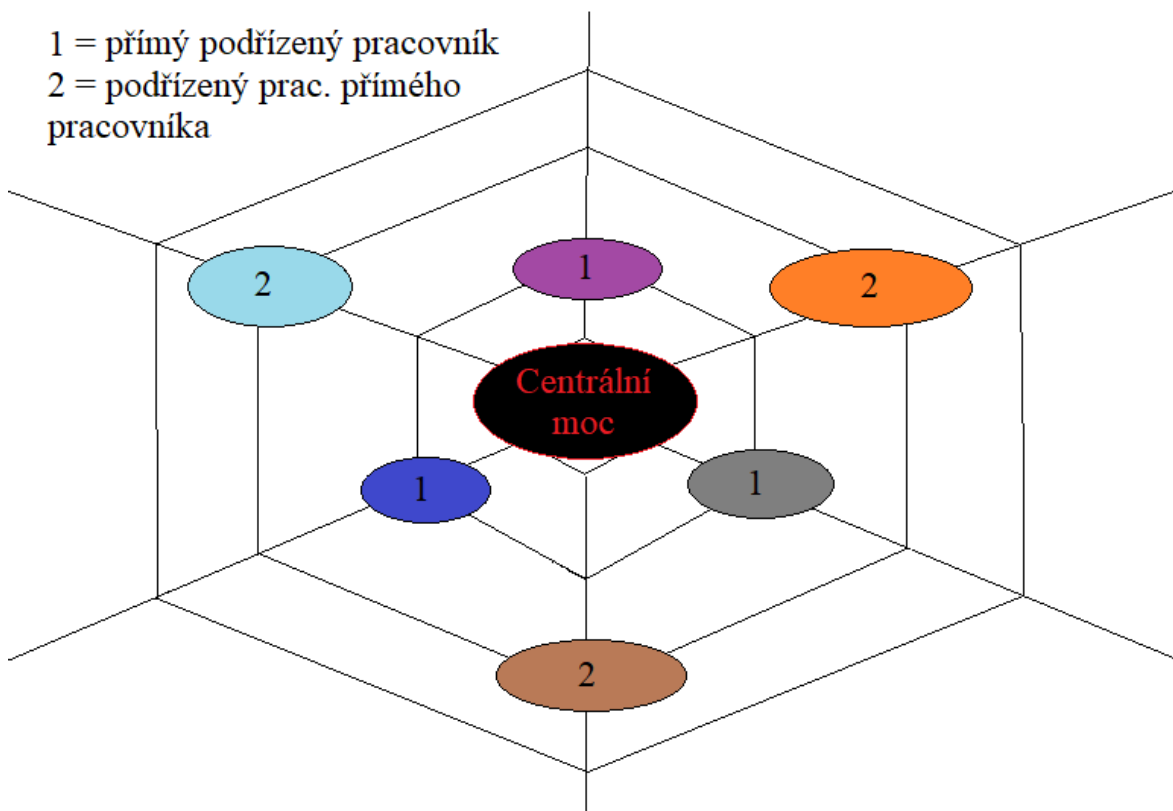 1 = přímý podřízený pracovník
2 = podřízený prac. přímého
pracovníka
2
1
2
Centrální
moc
1
1
2